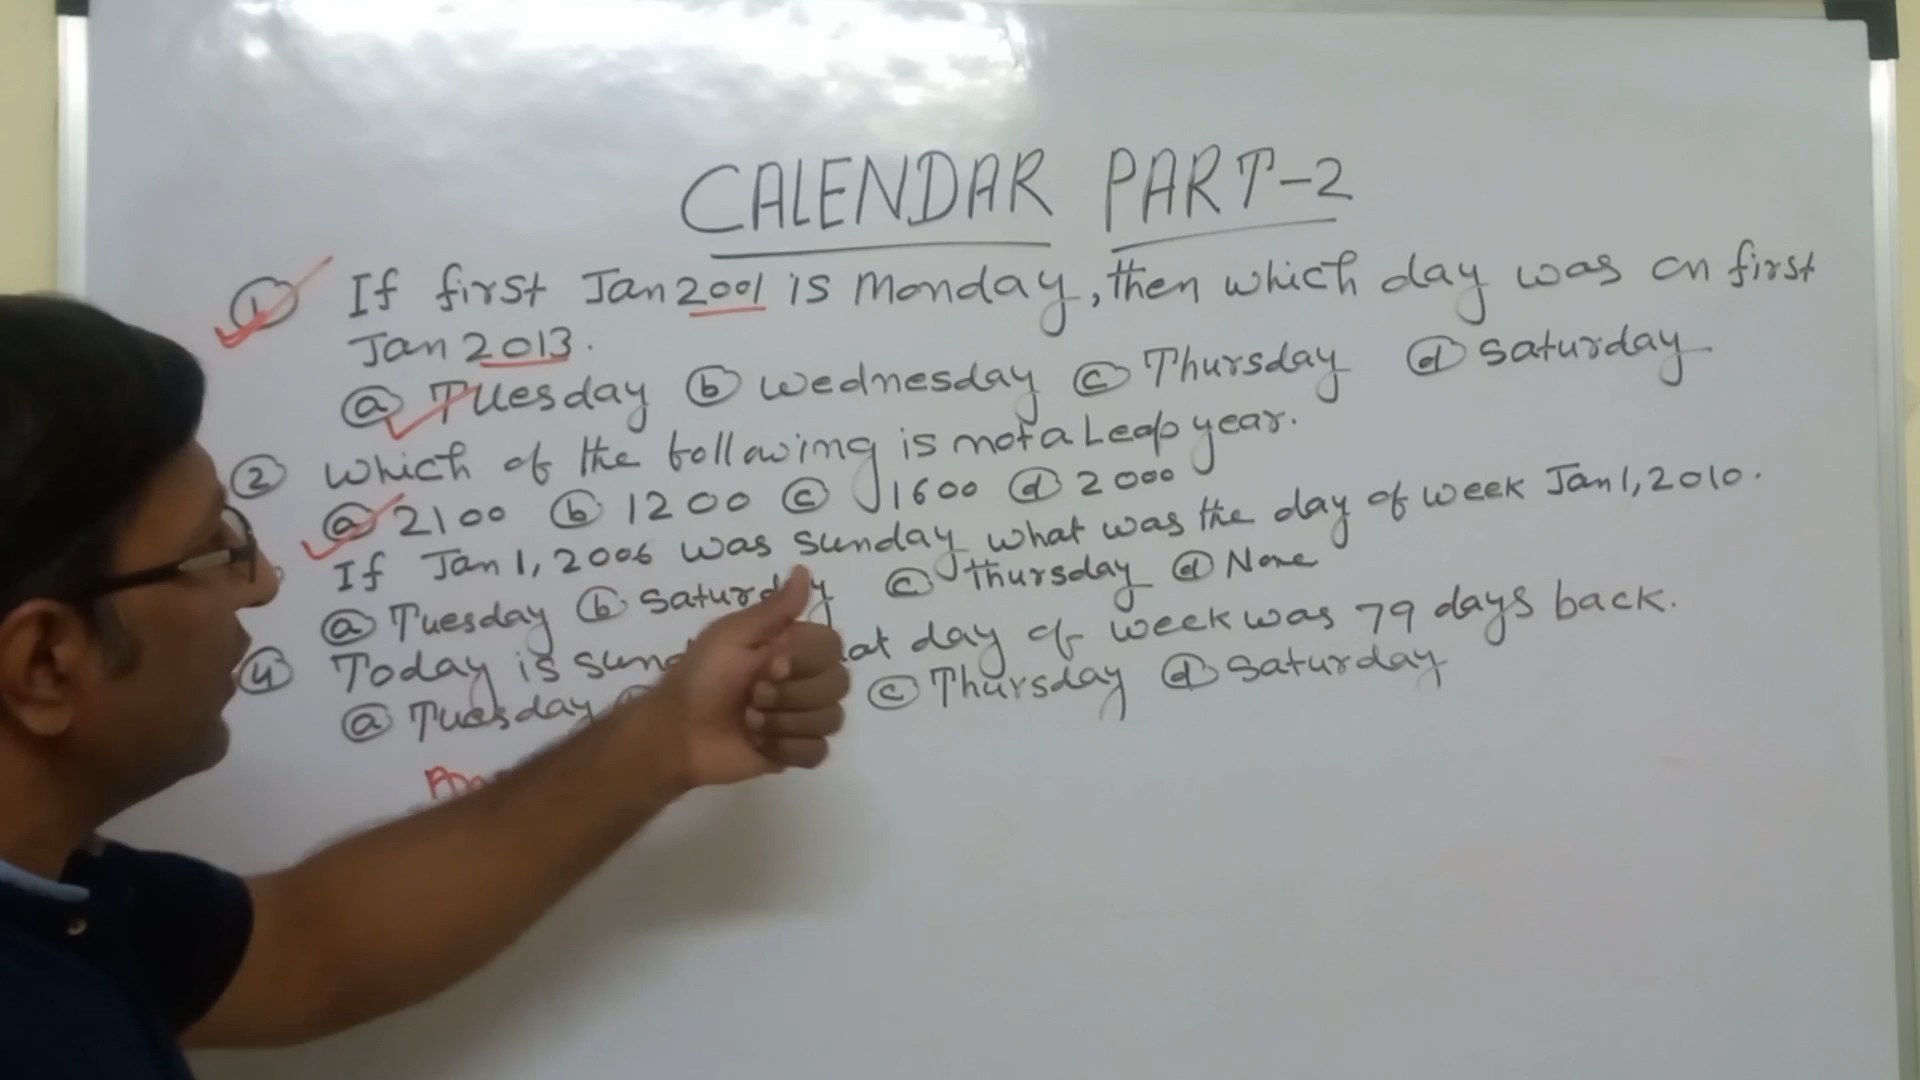 CALENDAR PART-2
① If first Jan 2001 is monday, then which day was on first
Jan 2013.
ⓐ Tuesday ⓑ wednesday ⓒ Thursday ⓓ saturday
② which of the following is not a Leap year.
ⓐ 2100 ⓑ 1200 ⓒ 1600 ⓓ 2000
If Jan 1, 2006 was sunday what was the day of week Jan 1, 2010.
ⓐ Tuesday ⓑ saturday ⓒ Thursday ⓓ None
④ Today is day of week was 79 days back.
ⓐ Tuesday ⓒ Thursday ⓓ saturday